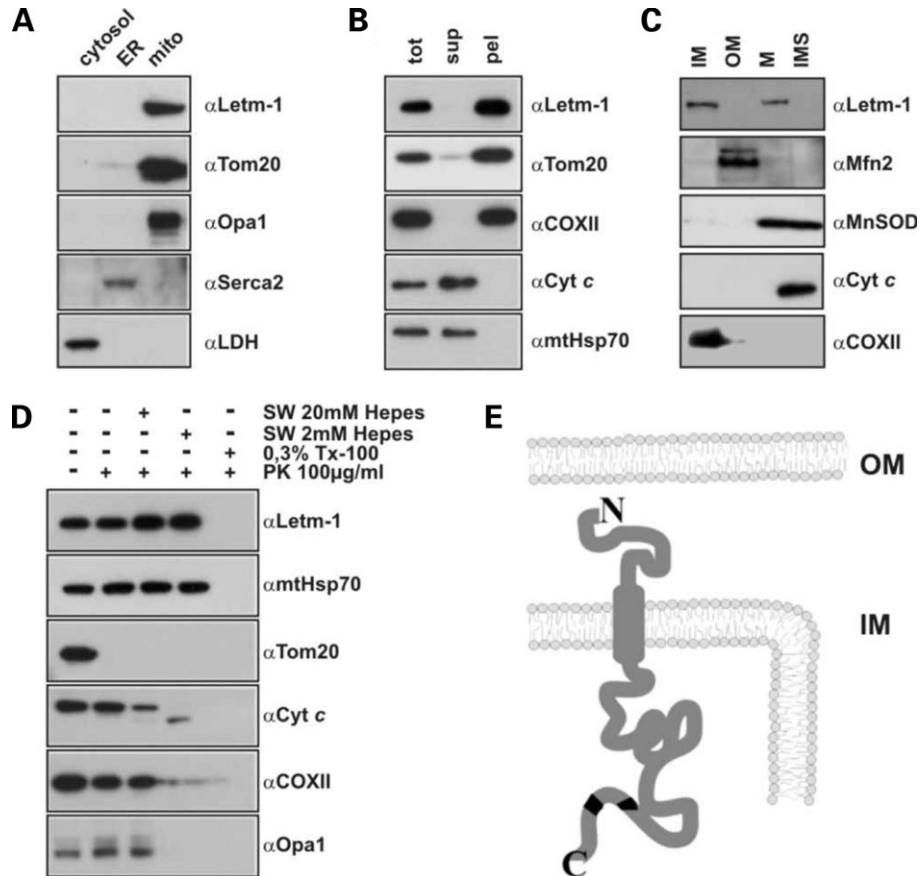 A
cytosol ER mito
αLetm-1
αTom20
αOpa1
αSerca2
αLDH
B
tot sup pel
αLetm-1
αTom20
αCOXII
αCyt c
αmtHsp70
C
IM OM M IMS
αLetm-1
αMfn2
αMnSOD
αCyt c
αCOXII
D
- - + - - SW 20mM Hepes
- - - + - SW 2mM Hepes
- - - - + 0,3% Tx-100
- + + + + PK 100µg/ml
αLetm-1
αmtHsp70
αTom20
αCyt c
αCOXII
αOpa1
E
OM
N
IM
C